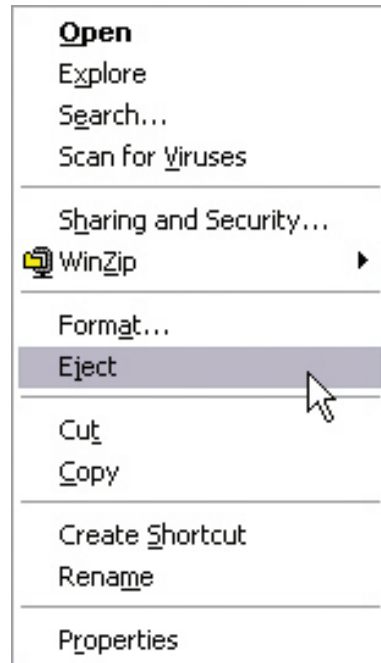 Open
Explore
Search...
Scan for Viruses
Sharing and Security...
WinZip
Format...
Eject
Cut
Copy
Create Shortcut
Rename
Properties